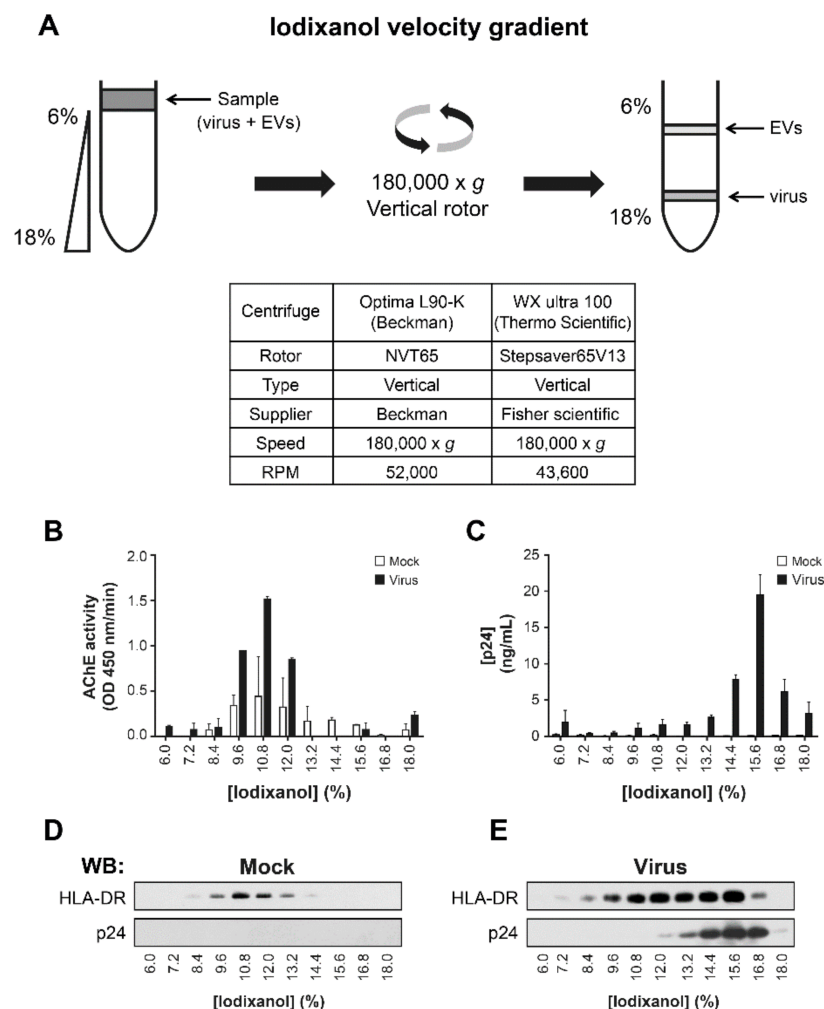 A
Iodixanol velocity gradient
6%
Sample
(virus + EVs)
18%
180,000 x g
Vertical rotor
6%
EVs
virus
18%
Centrifuge Optima L90-K (Beckman) WX ultra 100 (Thermo Scientific)
Rotor NVT65 Stepsaver65V13
Type Vertical Vertical
Supplier Beckman Fisher scientific
Speed 180,000 x g 180,000 x g
RPM 52,000 43,600
B
AChE activity
(OD 450 nm/min)
2.0
1.5
1.0
0.5
0.0
Mock
Virus
6.0 7.2 8.4 9.6 10.8 12.0 13.2 14.4 15.6 16.8 18.0
[Iodixanol] (%)
C
[p24]
(ng/mL)
25
20
15
10
5
0
Mock
Virus
6.0 7.2 8.4 9.6 10.8 12.0 13.2 14.4 15.6 16.8 18.0
[Iodixanol] (%)
D
WB: Mock
HLA-DR
p24
6.0 7.2 8.4 9.6 10.8 12.0 13.2 14.4 15.6 16.8 18.0
[Iodixanol] (%)
E
Virus
HLA-DR
p24
6.0 7.2 8.4 9.6 10.8 12.0 13.2 14.4 15.6 16.8 18.0
[Iodixanol] (%)